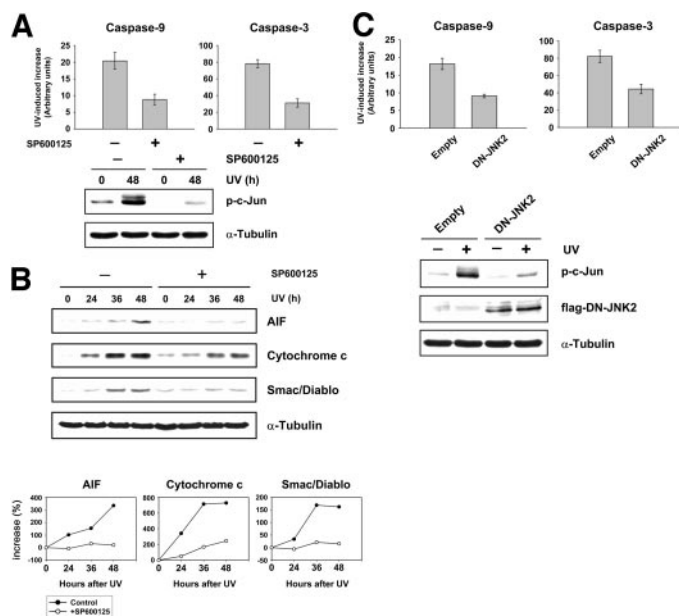 A
Caspase-9
Caspase-3
UV-induced increase
(Arbitrary units)
25
20
15
10
5
0
100
80
60
40
20
0
SP600125
– +
– +
– + SP600125
0 48 0 48 UV (h)
p-c-Jun
α-Tubulin
B
– + SP600125
0 24 36 48 0 24 36 48 UV (h)
AIF
Cytochrome c
Smac/Diablo
α-Tubulin
AIF
Cytochrome c
Smac/Diablo
increase (%)
400
300
200
100
0
-100
800
600
400
200
0
200
150
100
50
0
-50
0 24 36 48
0 24 36 48
0 24 36 48
Hours after UV
Hours after UV
Hours after UV
Control
+SP600125
C
Caspase-9
Caspase-3
UV-induced increase
(Arbitrary units)
25
20
15
10
5
0
100
80
60
40
20
0
Empty
DN-JNK2
Empty
DN-JNK2
Empty
DN-JNK2
– + – + UV
p-c-Jun
flag-DN-JNK2
α-Tubulin